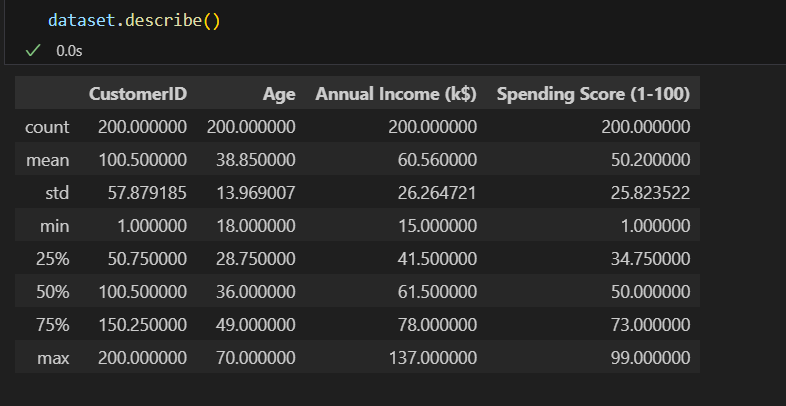 dataset.describe()
0.0s
CustomerID Age Annual Income (k$) Spending Score (1-100)
count 200.000000 200.000000 200.000000 200.000000
mean 100.500000 38.850000 60.560000 50.200000
std 57.879185 13.969007 26.264721 25.823522
min 1.000000 18.000000 15.000000 1.000000
25% 50.750000 28.750000 41.500000 34.750000
50% 100.500000 36.000000 61.500000 50.000000
75% 150.250000 49.000000 78.000000 73.000000
max 200.000000 70.000000 137.000000 99.000000